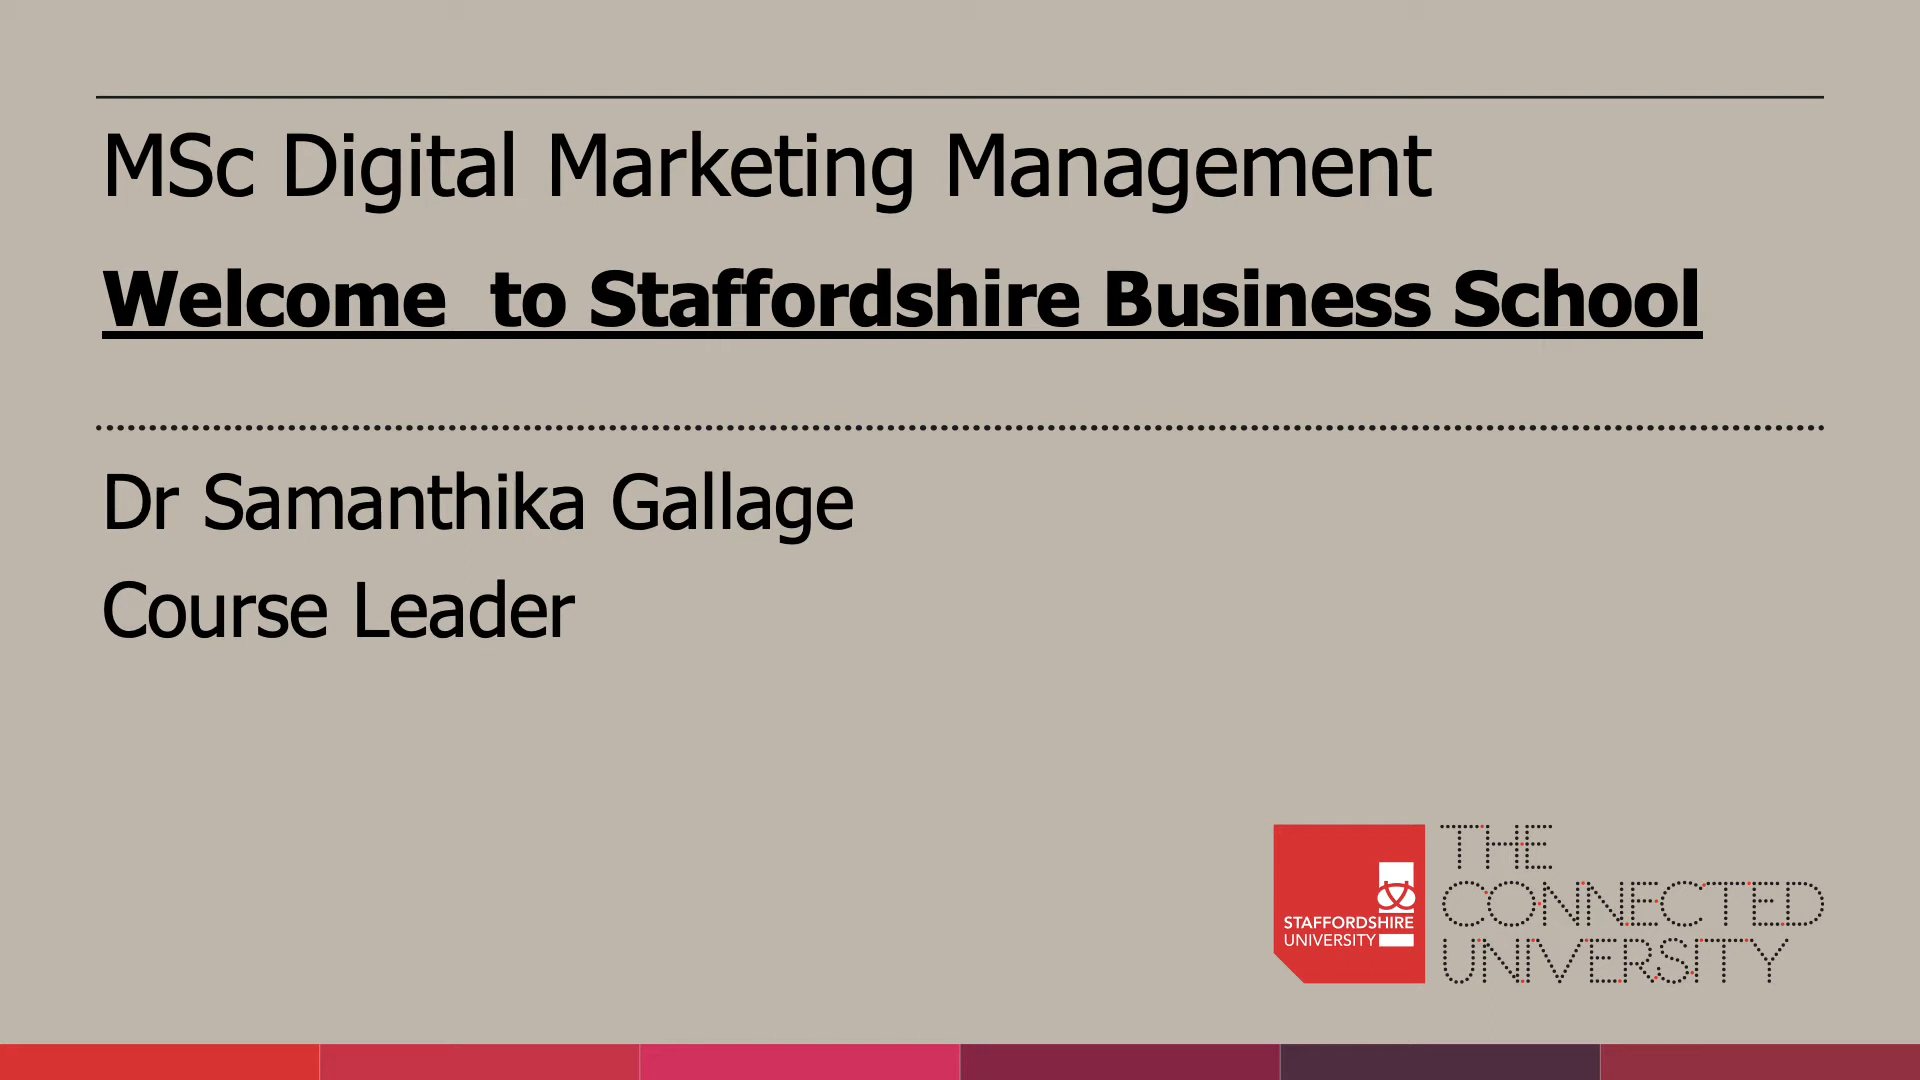 MSc Digital Marketing Management
Welcome  to Staffordshire Business School
Dr Samanthika Gallage
Course Leader
STAFFORDSHIRE
UNIVERSITY
THE
CONNECTED
UNIVERSITY